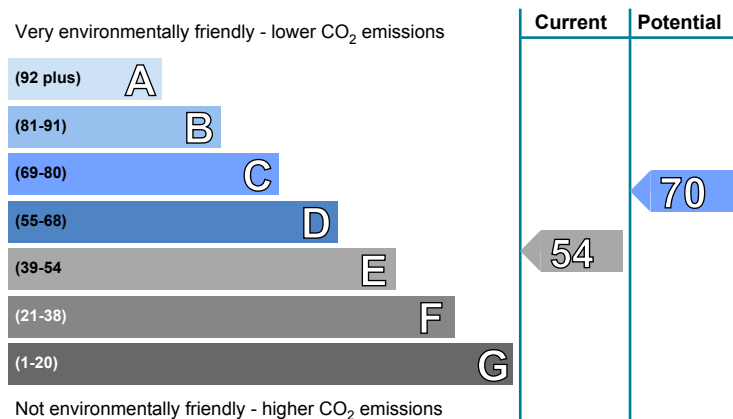 Current Potential
Very environmentally friendly - lower CO₂ emissions
(92 plus) A
(81-91) B
(69-80) C
70
(55-68) D
54
(39-54 E
(21-38) F
(1-20) G
Not environmentally friendly - higher CO₂ emissions